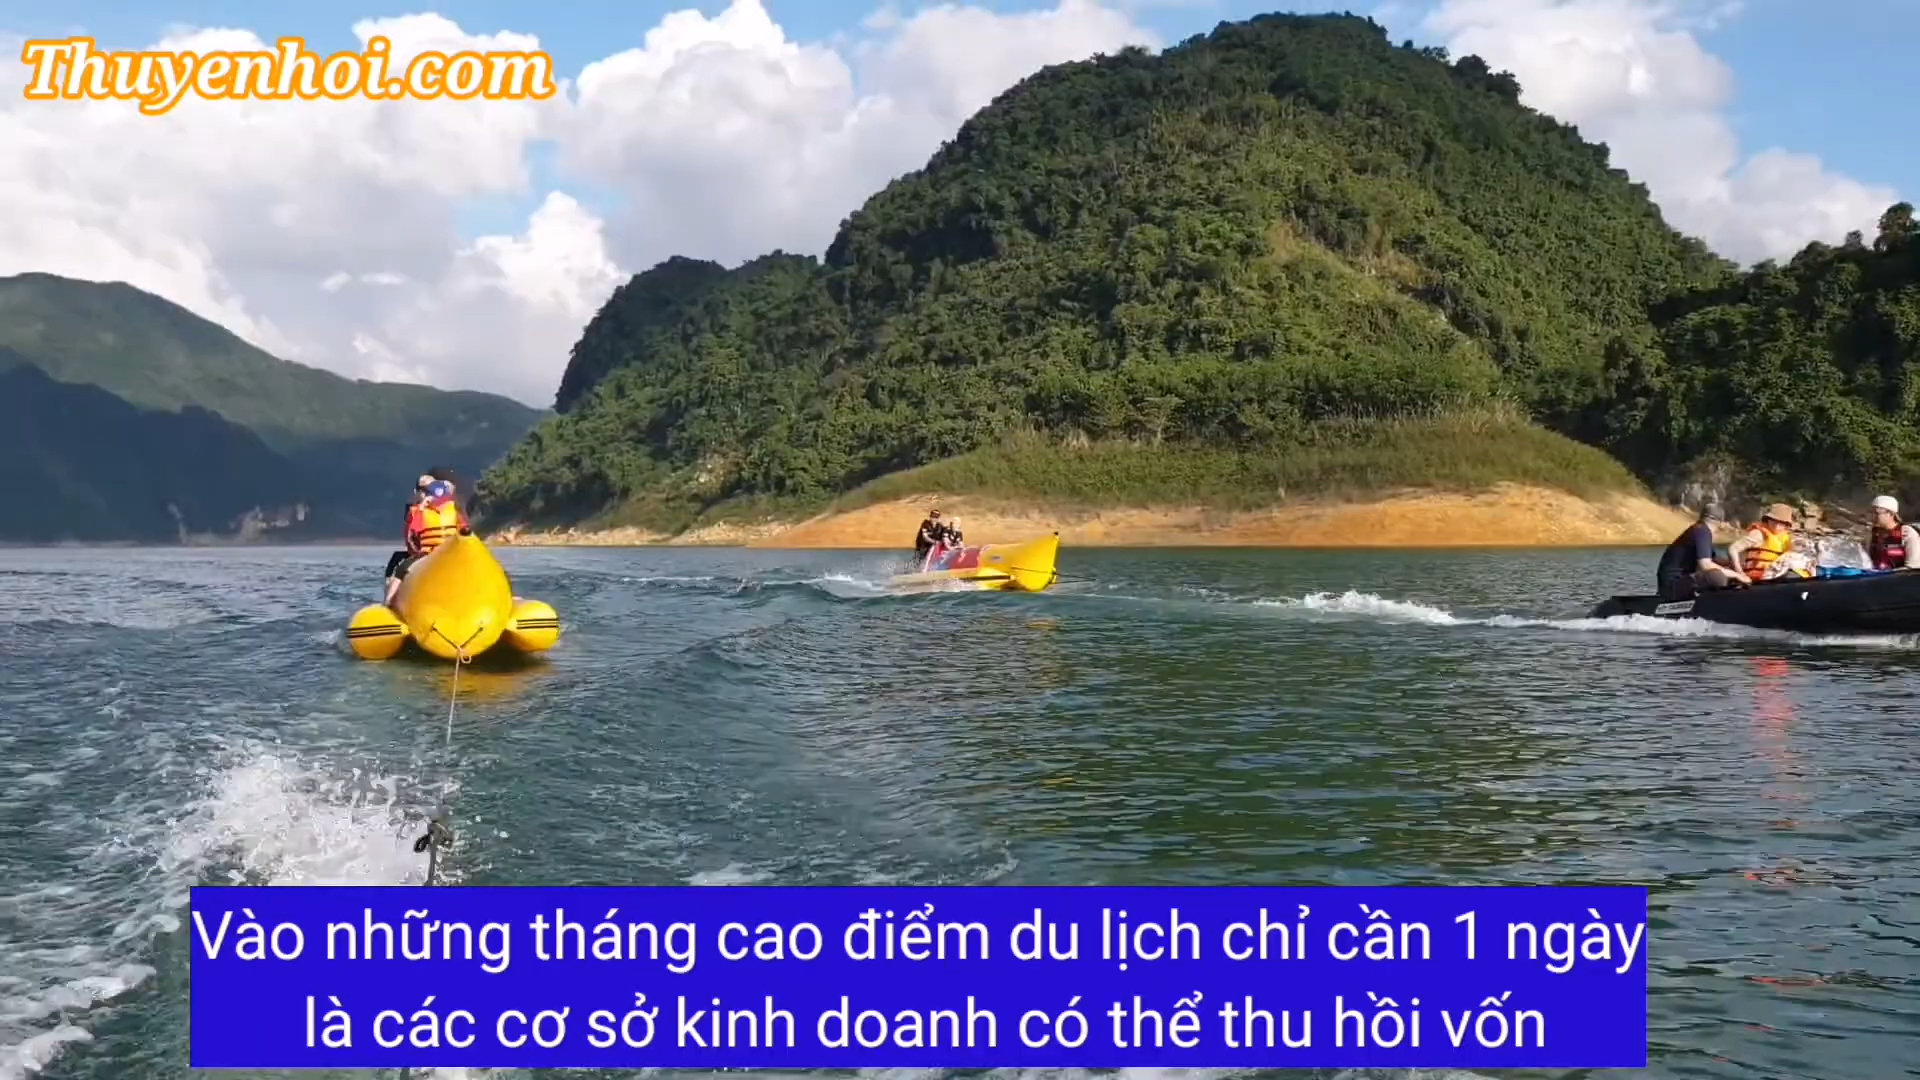 Thuyenhoi.com
Vào những tháng cao điểm du lịch chỉ cần 1 ngày
là các cơ sở kinh doanh có thể thu hồi vốn